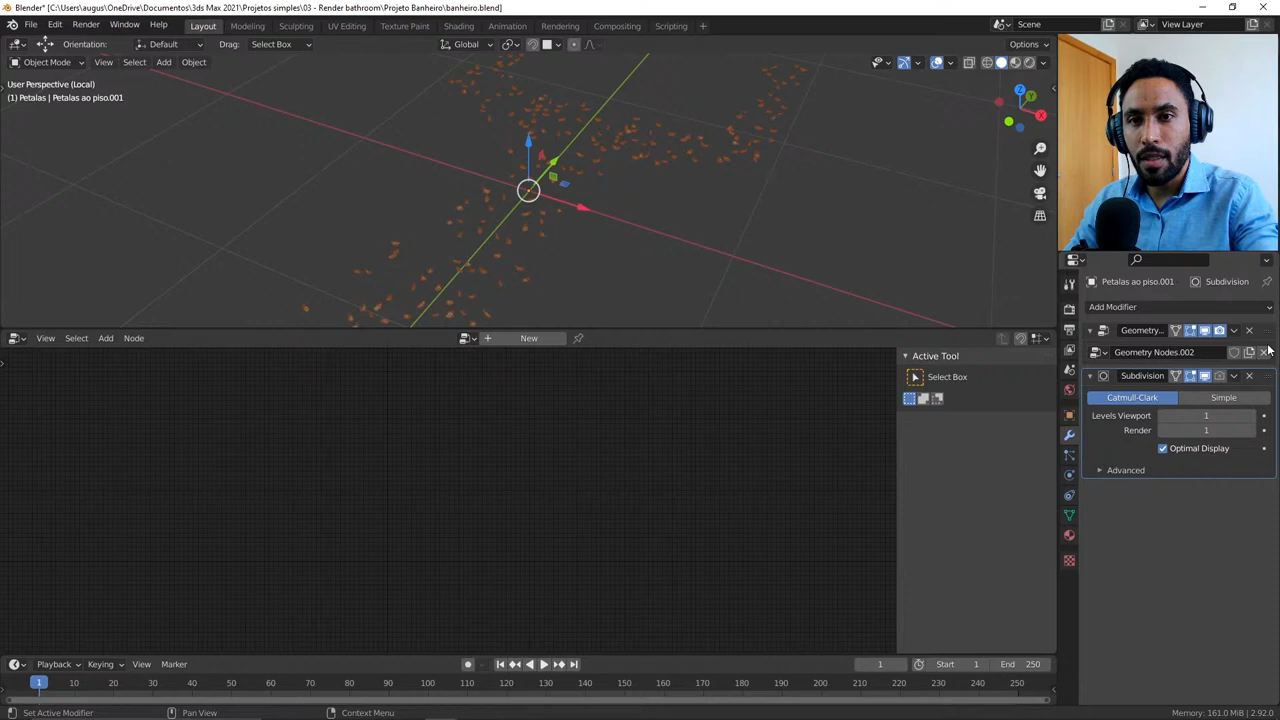 Blender* [C:\Users\augus\OneDrive\Documentos\3ds Max 2021\Projetos simples\03 - Render bathroom\Projeto Banheiro\banheiro.blend]
File Edit Render Window Help Layout Modeling Sculpting UV Editing Texture Paint Shading Animation Rendering Compositing Scripting + Scene View Layer
Orientation: Default Drag: Select Box Global Options
Object Mode View Select Add Object
User Perspective (Local)
(1) Petalas | Petalas ao piso.001
Z
Y
X
Petalas ao piso.001 Subdivision
Add Modifier
Geometry...
Geometry Nodes.002
Subdivision
Catmull-Clark Simple
Levels Viewport 1
Render 1
Optimal Display
Advanced
View Select Add Node + New
Active Tool
Select Box
Playback Keying View Marker 1 Start 1 End 250
1 10 20 30 40 50 60 70 80 90 100 110 120 130 140 150 160 170 180 190 200 210 220 230 240 250
Set Active Modifier Pan View Context Menu Memory: 161.0 MiB | 2.92.0